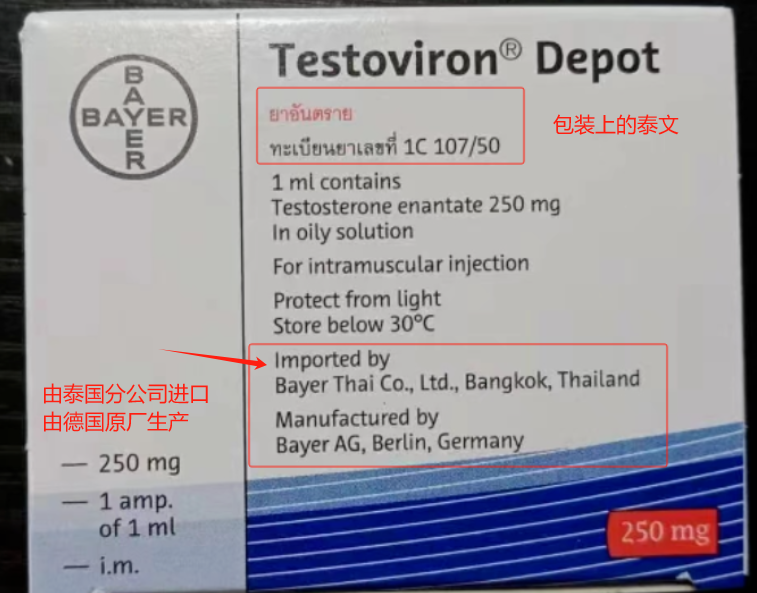 BAYER
BAYER
Testoviron® Depot
ยาอันตราย
ทะเบียนยาเลขที่ 1C 107/50
包装上的泰文
1 ml contains
Testosterone enantate 250 mg
In oily solution
For intramuscular injection
Protect from light
Store below 30°C
Imported by
Bayer Thai Co., Ltd., Bangkok, Thailand
Manufactured by
Bayer AG, Berlin, Germany
由泰国分公司进口
由德国原厂生产
— 250 mg
— 1 amp.
of 1 ml
— i.m.
250 mg